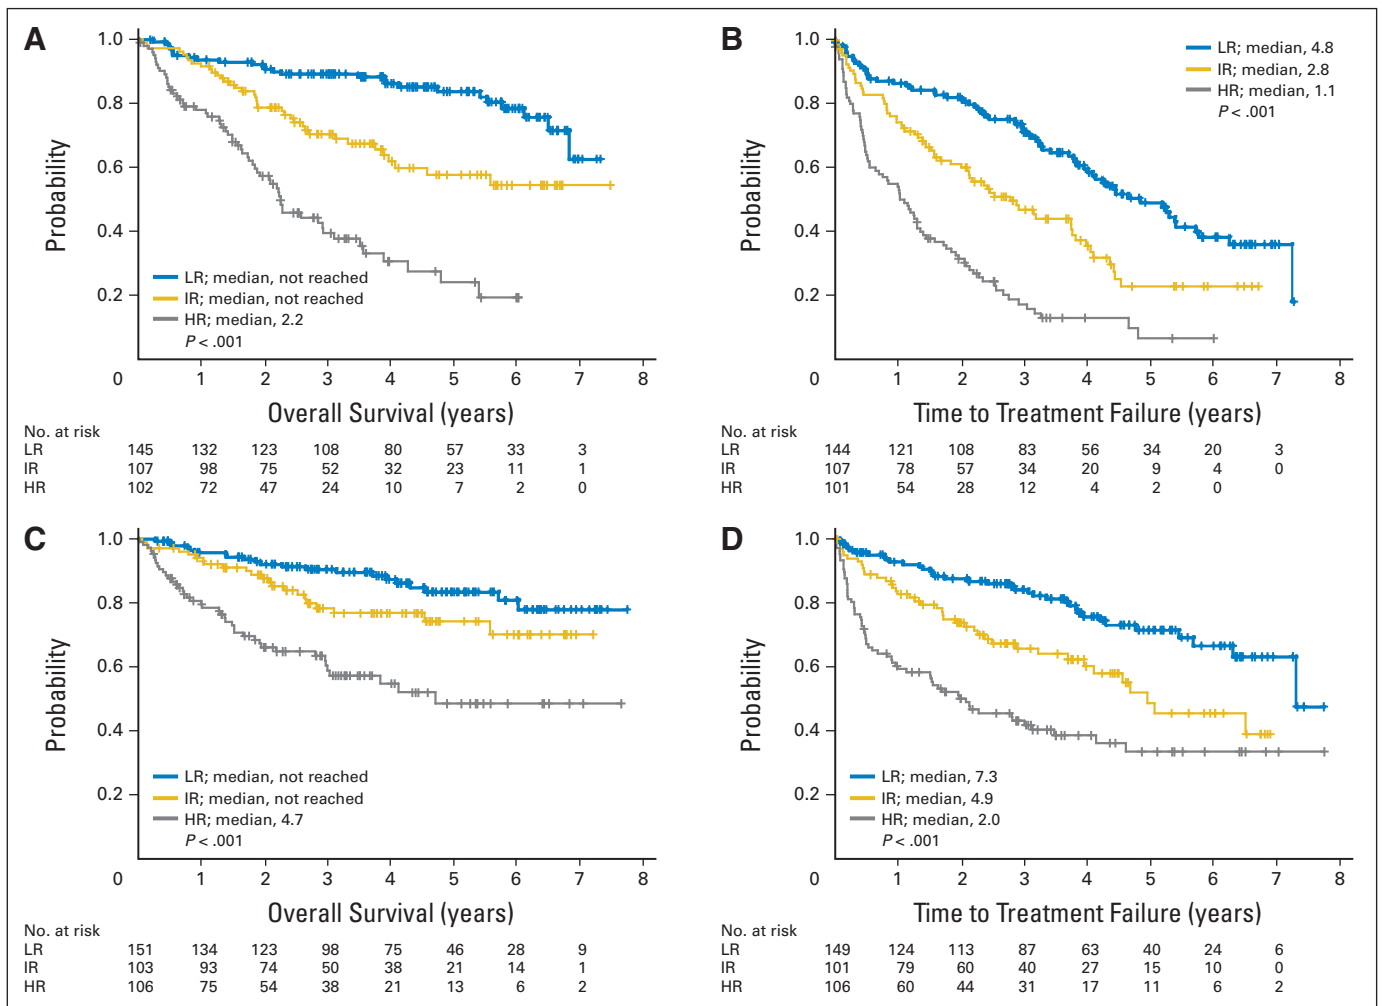 A
1.0
0.8
0.6
0.4
0.2
0
Probability
LR; median, not reached
IR; median, not reached
HR; median, 2.2
P < .001
1 2 3 4 5 6 7 8
Overall Survival (years)
No. at risk
LR 145 132 123 108 80 57 33 3
IR 107 98 75 52 32 23 11 1
HR 102 72 47 24 10 7 2 0
B
1.0
0.8
0.6
0.4
0.2
0
Probability
LR; median, 4.8
IR; median, 2.8
HR; median, 1.1
P < .001
1 2 3 4 5 6 7 8
Time to Treatment Failure (years)
No. at risk
LR 144 121 108 83 56 34 20 3
IR 107 78 57 34 20 9 4 0
HR 101 54 28 12 4 2 0
C
1.0
0.8
0.6
0.4
0.2
0
Probability
LR; median, not reached
IR; median, not reached
HR; median, 4.7
P < .001
1 2 3 4 5 6 7 8
Overall Survival (years)
No. at risk
LR 151 134 123 98 75 46 28 9
IR 103 93 74 50 38 21 14 1
HR 106 75 54 38 21 13 6 2
D
1.0
0.8
0.6
0.4
0.2
0
Probability
LR; median, 7.3
IR; median, 4.9
HR; median, 2.0
P < .001
1 2 3 4 5 6 7 8
Time to Treatment Failure (years)
No. at risk
LR 149 124 113 87 63 40 24 6
IR 101 79 60 40 27 15 10 0
HR 106 60 44 31 17 11 6 2